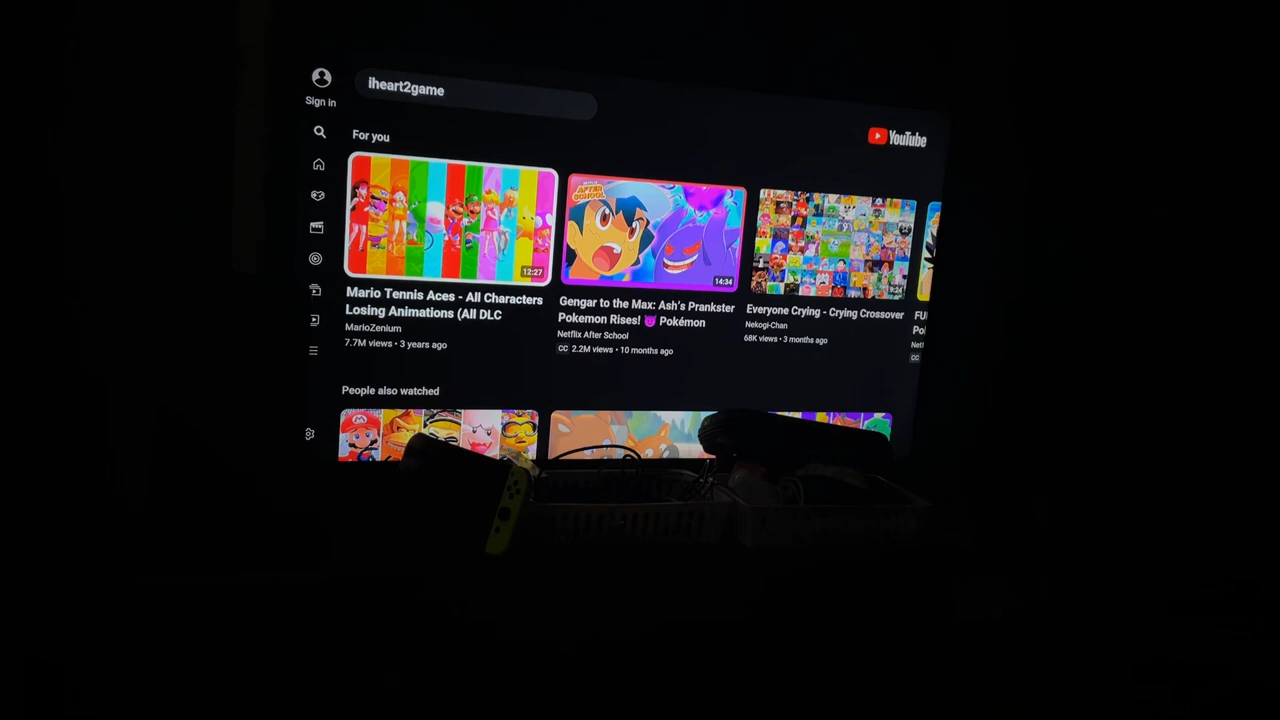 iheart2game
Sign in
YouTube
For you
AFTER
SCHOOL
12:27
14:34
Mario Tennis Aces - All Characters
Losing Animations (All DLC
MarioZenium
7.7M views • 3 years ago
Gengar to the Max: Ash's Prankster
Pokemon Rises! 😈 Pokémon
Netflix After School
CC 2.2M views • 10 months ago
Everyone Crying - Crying Crossover
Nekogi-Chan
68K views • 3 months ago
CC
People also watched